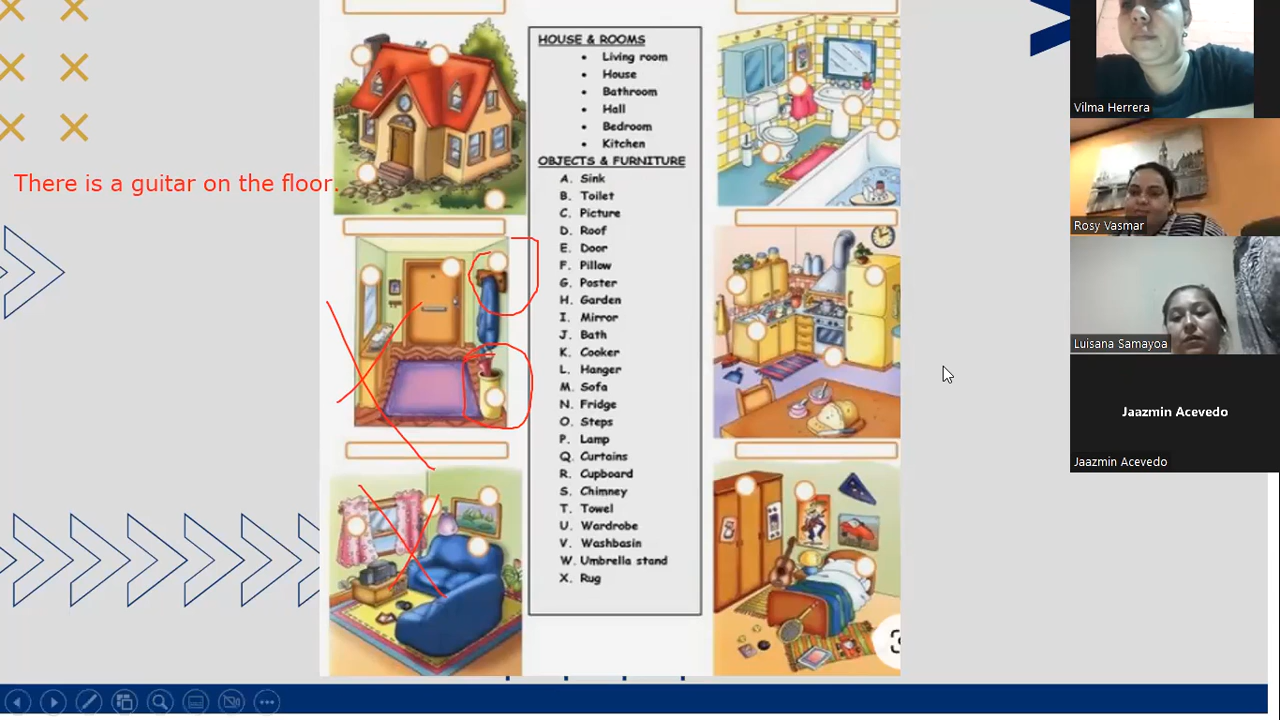 There is a guitar on the floor.
HOUSE & ROOMS
• Living room
• House
• Bathroom
• Hall
• Bedroom
• Kitchen
OBJECTS & FURNITURE
A. Sink
B. Toilet
C. Picture
D. Roof
E. Door
F. Pillow
G. Poster
H. Garden
I. Mirror
J. Bath
K. Cooker
L. Hanger
M. Sofa
N. Fridge
O. Steps
P. Lamp
Q. Curtains
R. Cupboard
S. Chimney
T. Towel
U. Wardrobe
V. Washbasin
W. Umbrella stand
X. Rug
Vilma Herrera
Rosy Vasmar
Luisana Samayoa
Jaazmin Acevedo
Jaazmin Acevedo